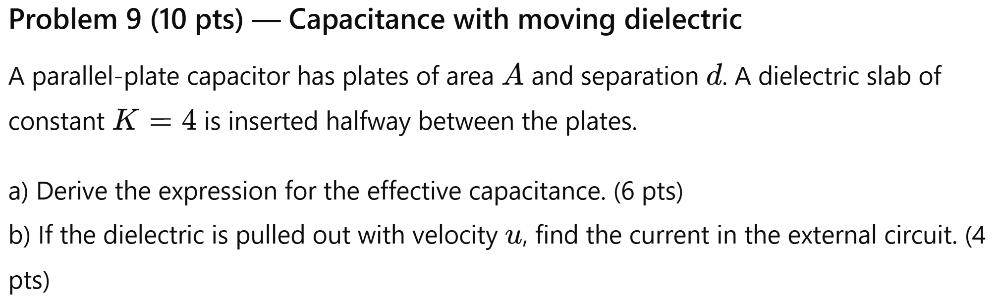 Problem 9 (10 pts) — Capacitance with moving dielectric
A parallel-plate capacitor has plates of area A and separation d. A dielectric slab of
constant K = 4 is inserted halfway between the plates.
a) Derive the expression for the effective capacitance. (6 pts)
b) If the dielectric is pulled out with velocity u, find the current in the external circuit. (4
pts)